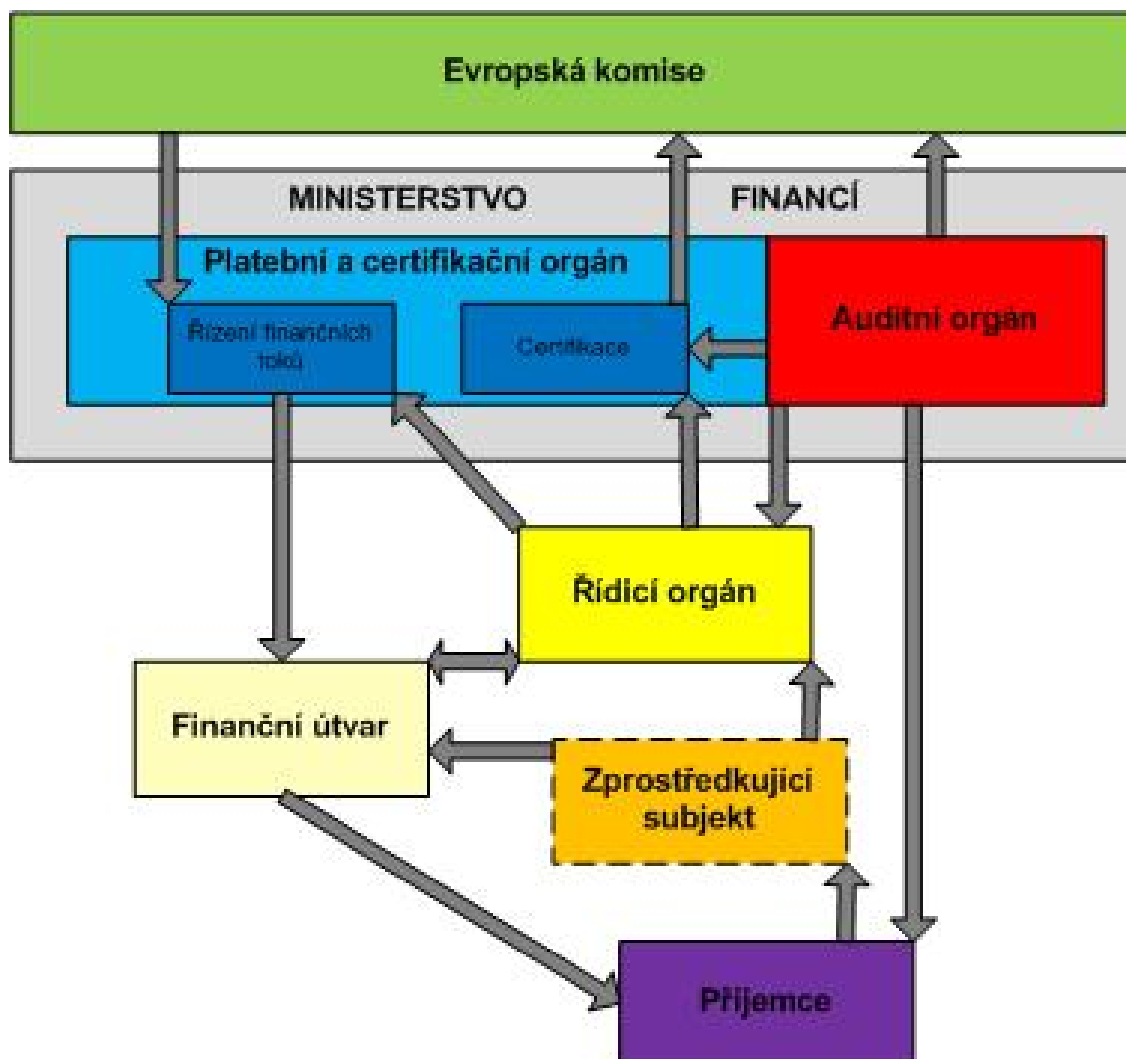 Evropská komise
MINISTERSTVO FINANCÍ
Platební a certifikační orgán
Řízení finančních
toků
Certifikace
Auditní orgán
Řídicí orgán
Finanční útvar
Zprostředkující
subjekt
Příjemce